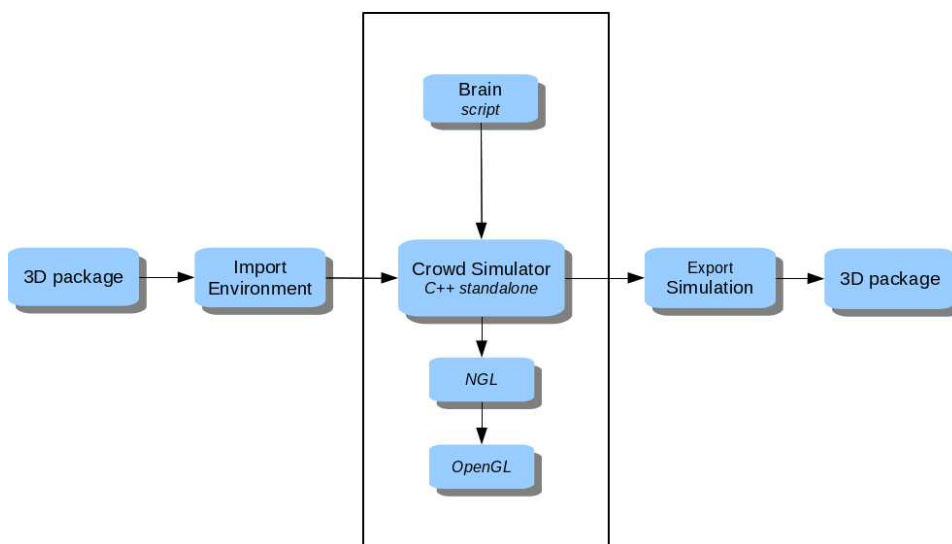 Brain
script
3D package
Import
Environment
Crowd Simulator
C++ standalone
Export
Simulation
3D package
NGL
OpenGL